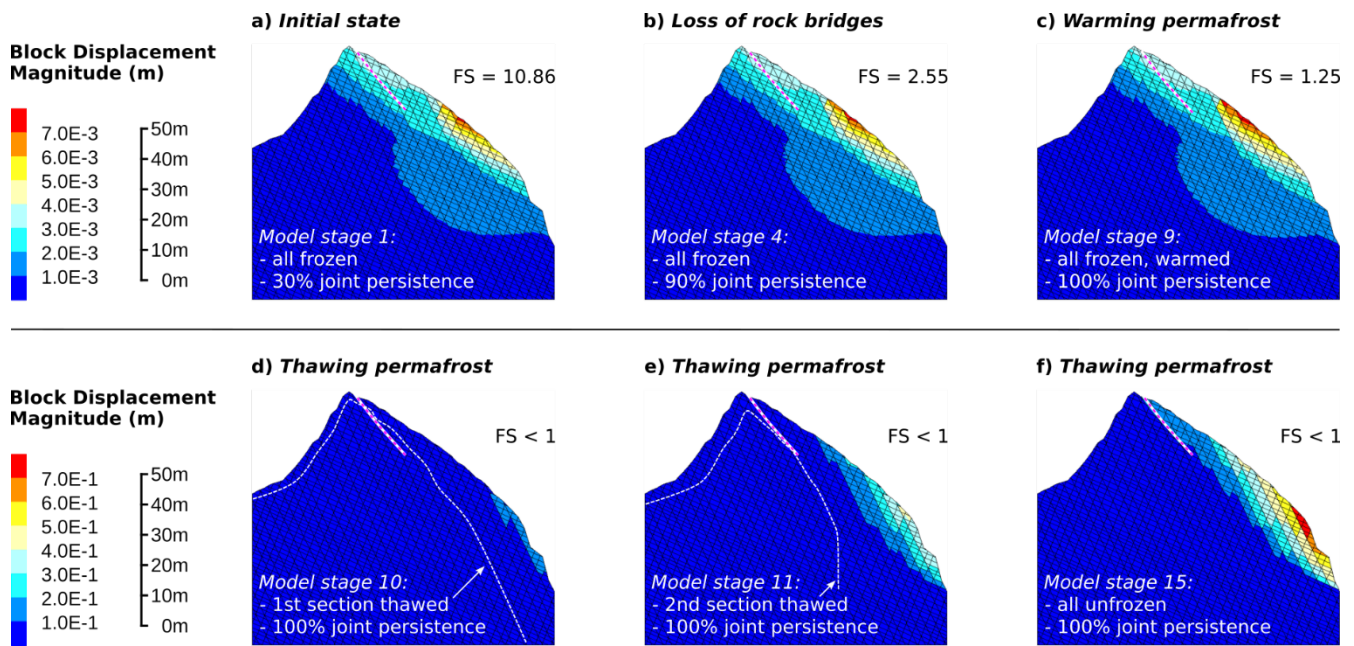 a) Initial state
b) Loss of rock bridges
c) Warming permafrost
Block Displacement
Magnitude (m)
7.0E-3
6.0E-3
5.0E-3
4.0E-3
3.0E-3
2.0E-3
1.0E-3
50m
40m
30m
20m
10m
0m
FS = 10.86
Model stage 1:
- all frozen
- 30% joint persistence
FS = 2.55
Model stage 4:
- all frozen
- 90% joint persistence
FS = 1.25
Model stage 9:
- all frozen, warmed
- 100% joint persistence
d) Thawing permafrost
e) Thawing permafrost
f) Thawing permafrost
Block Displacement
Magnitude (m)
7.0E-1
6.0E-1
5.0E-1
4.0E-1
3.0E-1
2.0E-1
1.0E-1
50m
40m
30m
20m
10m
0m
FS < 1
Model stage 10:
- 1st section thawed
- 100% joint persistence
FS < 1
Model stage 11:
- 2nd section thawed
- 100% joint persistence
FS < 1
Model stage 15:
- all unfrozen
- 100% joint persistence